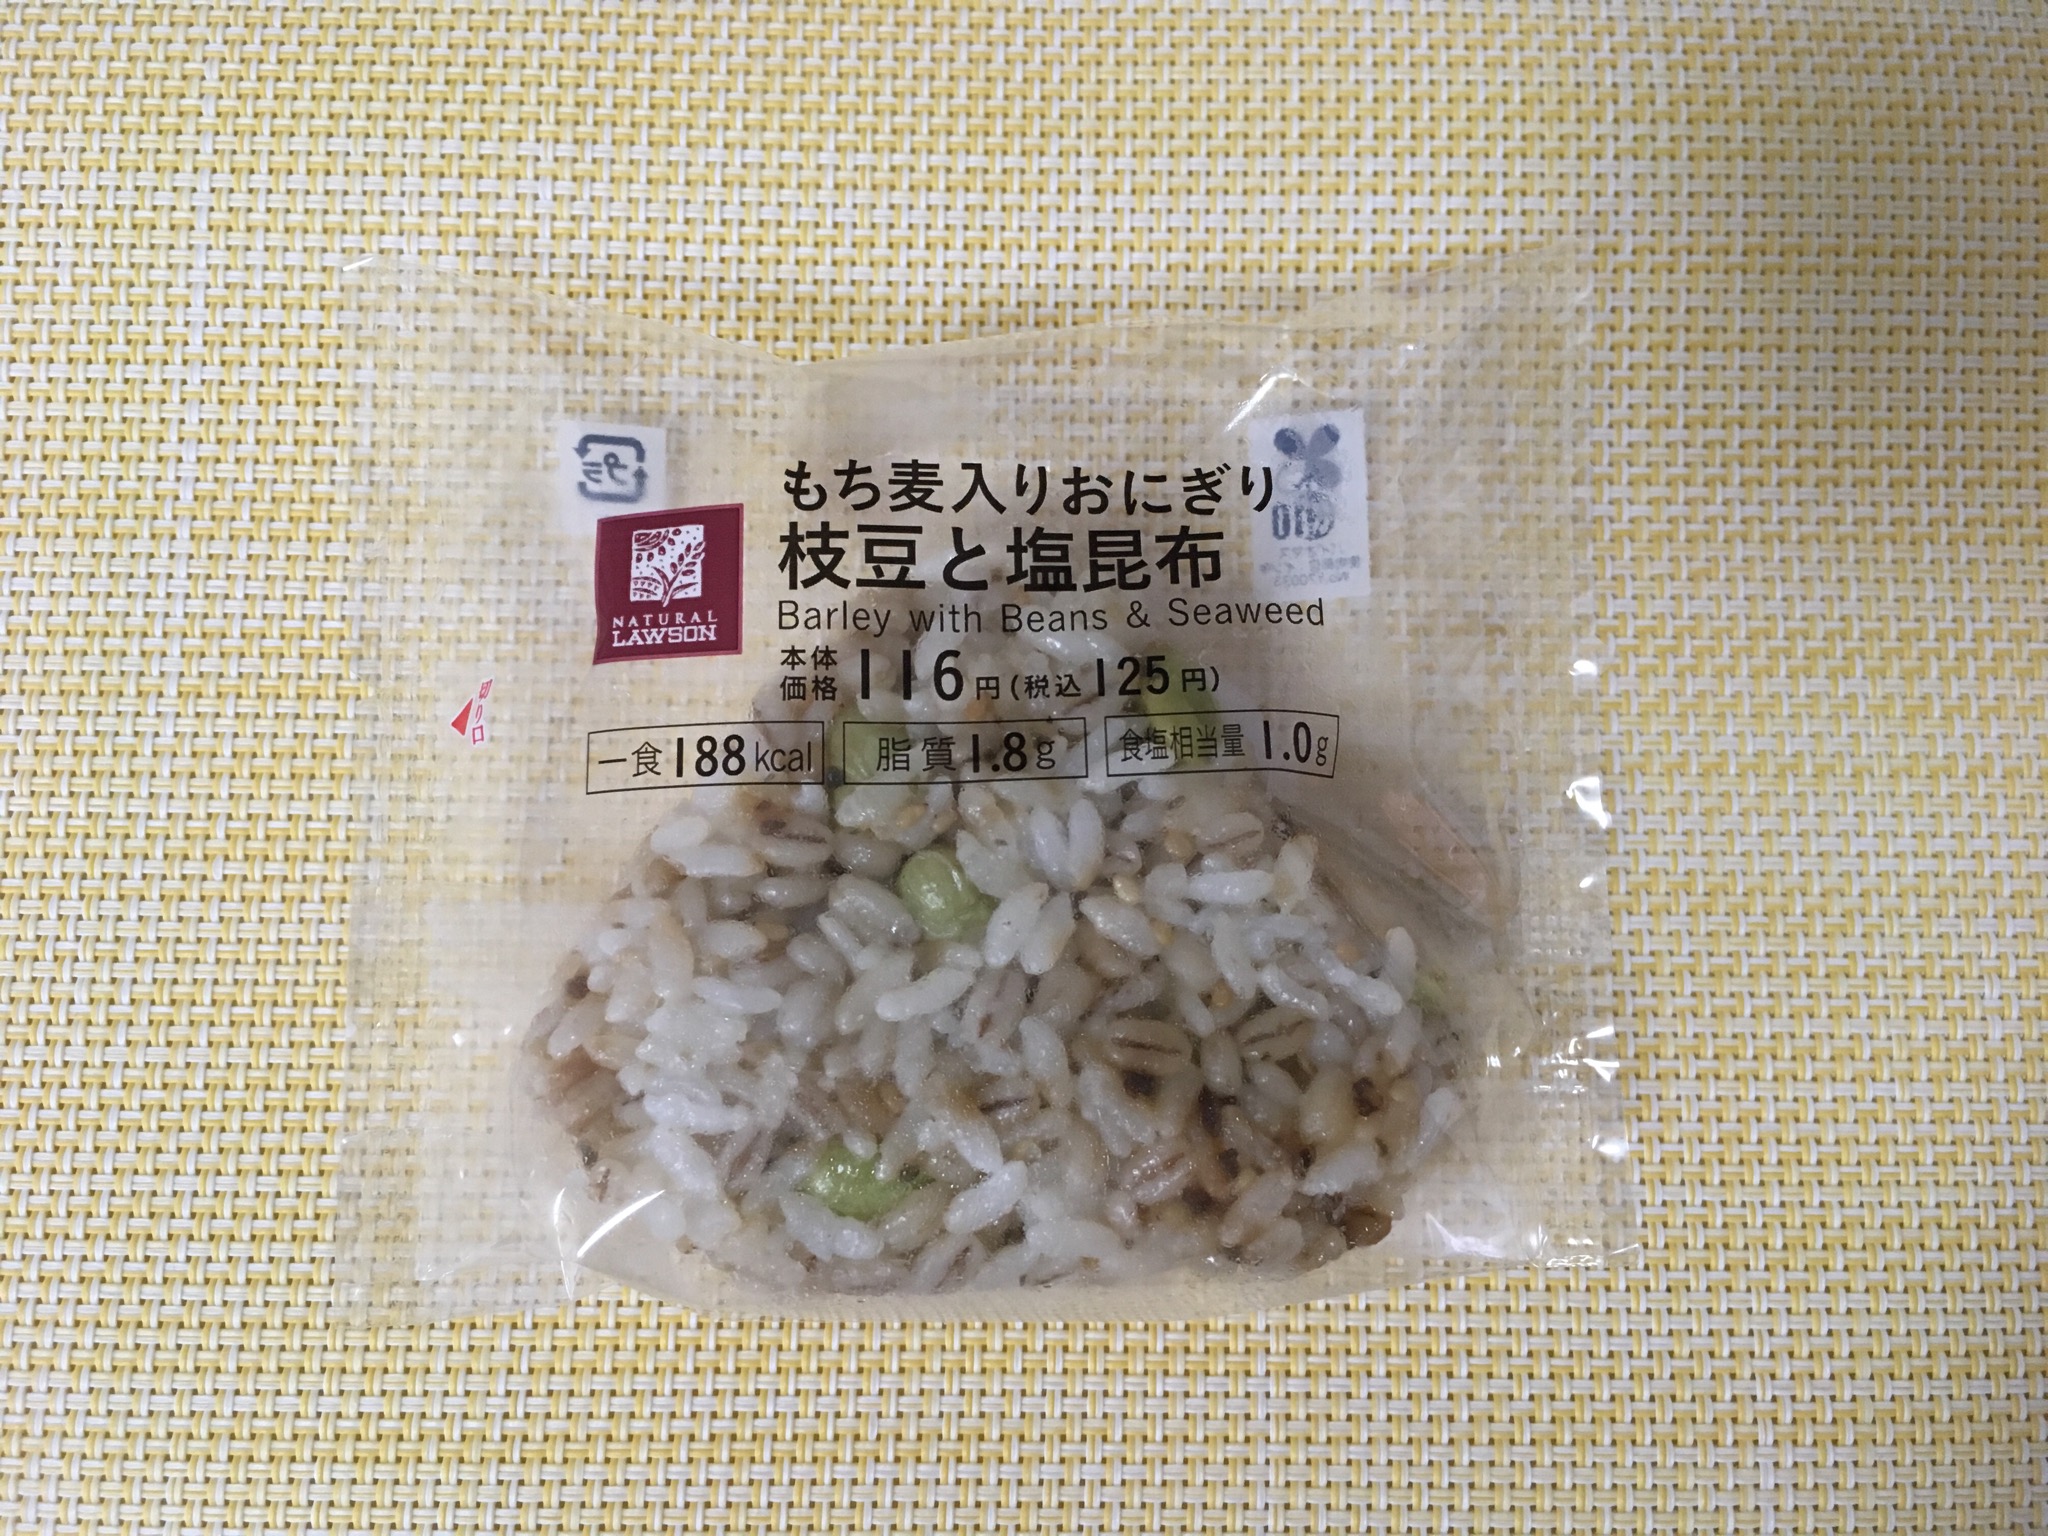 プラ
もち麦入りおにぎり
枝豆と塩昆布
Barley with Beans & Seaweed
NATURAL
LAWSON
本体
価格 116円(税込125円)
切り口
一食188kcal
脂質1.8g
食塩相当量 1.0g